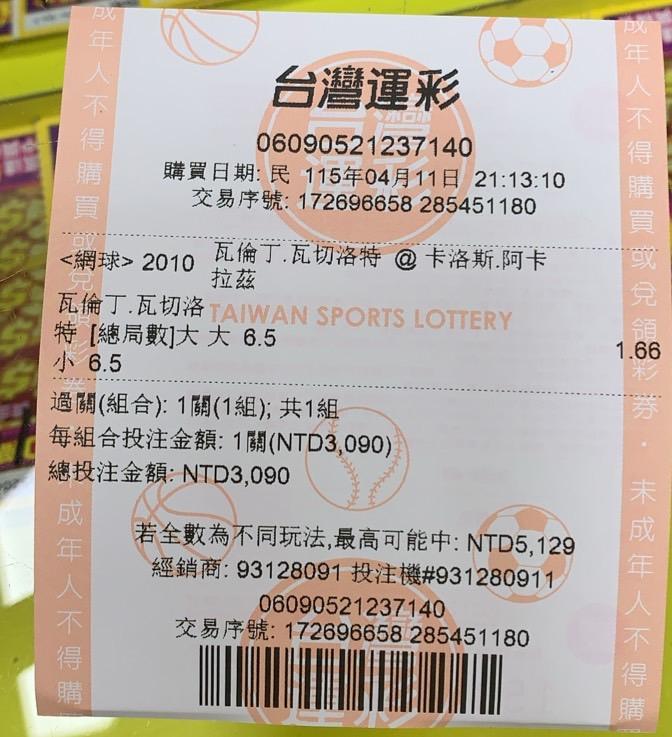 台灣運彩
06090521237140
購買日期: 民 115年04月11日 21:13:10
交易序號: 172696658 285451180
<網球> 2010 瓦倫丁.瓦切洛特 @ 卡洛斯.阿卡
拉茲
瓦倫丁.瓦切洛
TAIWAN SPORTS LOTTERY
特 [總局數]大 大 6.5
1.66
小 6.5
過關(組合): 1關(1組); 共1組
每組合投注金額: 1關(NTD3,090)
總投注金額: NTD3,090
若全數為不同玩法,最高可能中: NTD5,129
經銷商: 93128091 投注機#931280911
06090521237140
交易序號: 172696658 285451180
成年人不得購買或兌領彩券
未成年人不得購
成年人不得購買或兌領彩券・未成年人不得購